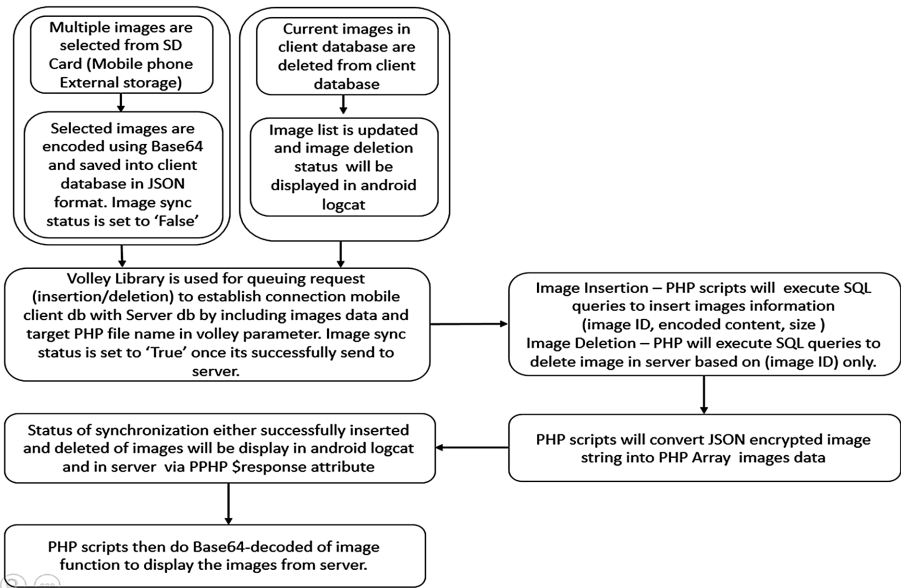 Multiple images are
selected from SD
Card (Mobile phone
External storage)
Selected images are
encoded using Base64
and saved into client
database in JSON
format. Image sync
status is set to ‘False’
Current images in
client database are
deleted from client
database
Image list is updated
and image deletion
status will be
displayed in android
logcat
Volley Library is used for queuing request
(insertion/deletion) to establish connection mobile
client db with Server db by including images data and
target PHP file name in volley parameter. Image sync
status is set to ‘True’ once its successfully send to
server.
Image Insertion – PHP scripts will execute SQL
queries to insert images information
(image ID, encoded content, size )
Image Deletion – PHP will execute SQL queries to
delete image in server based on (image ID) only.
PHP scripts will convert JSON encrypted image
string into PHP Array images data
Status of synchronization either successfully inserted
and deleted of images will be display in android logcat
and in server via PPHP $response attribute
PHP scripts then do Base64-decoded of image
function to display the images from server.